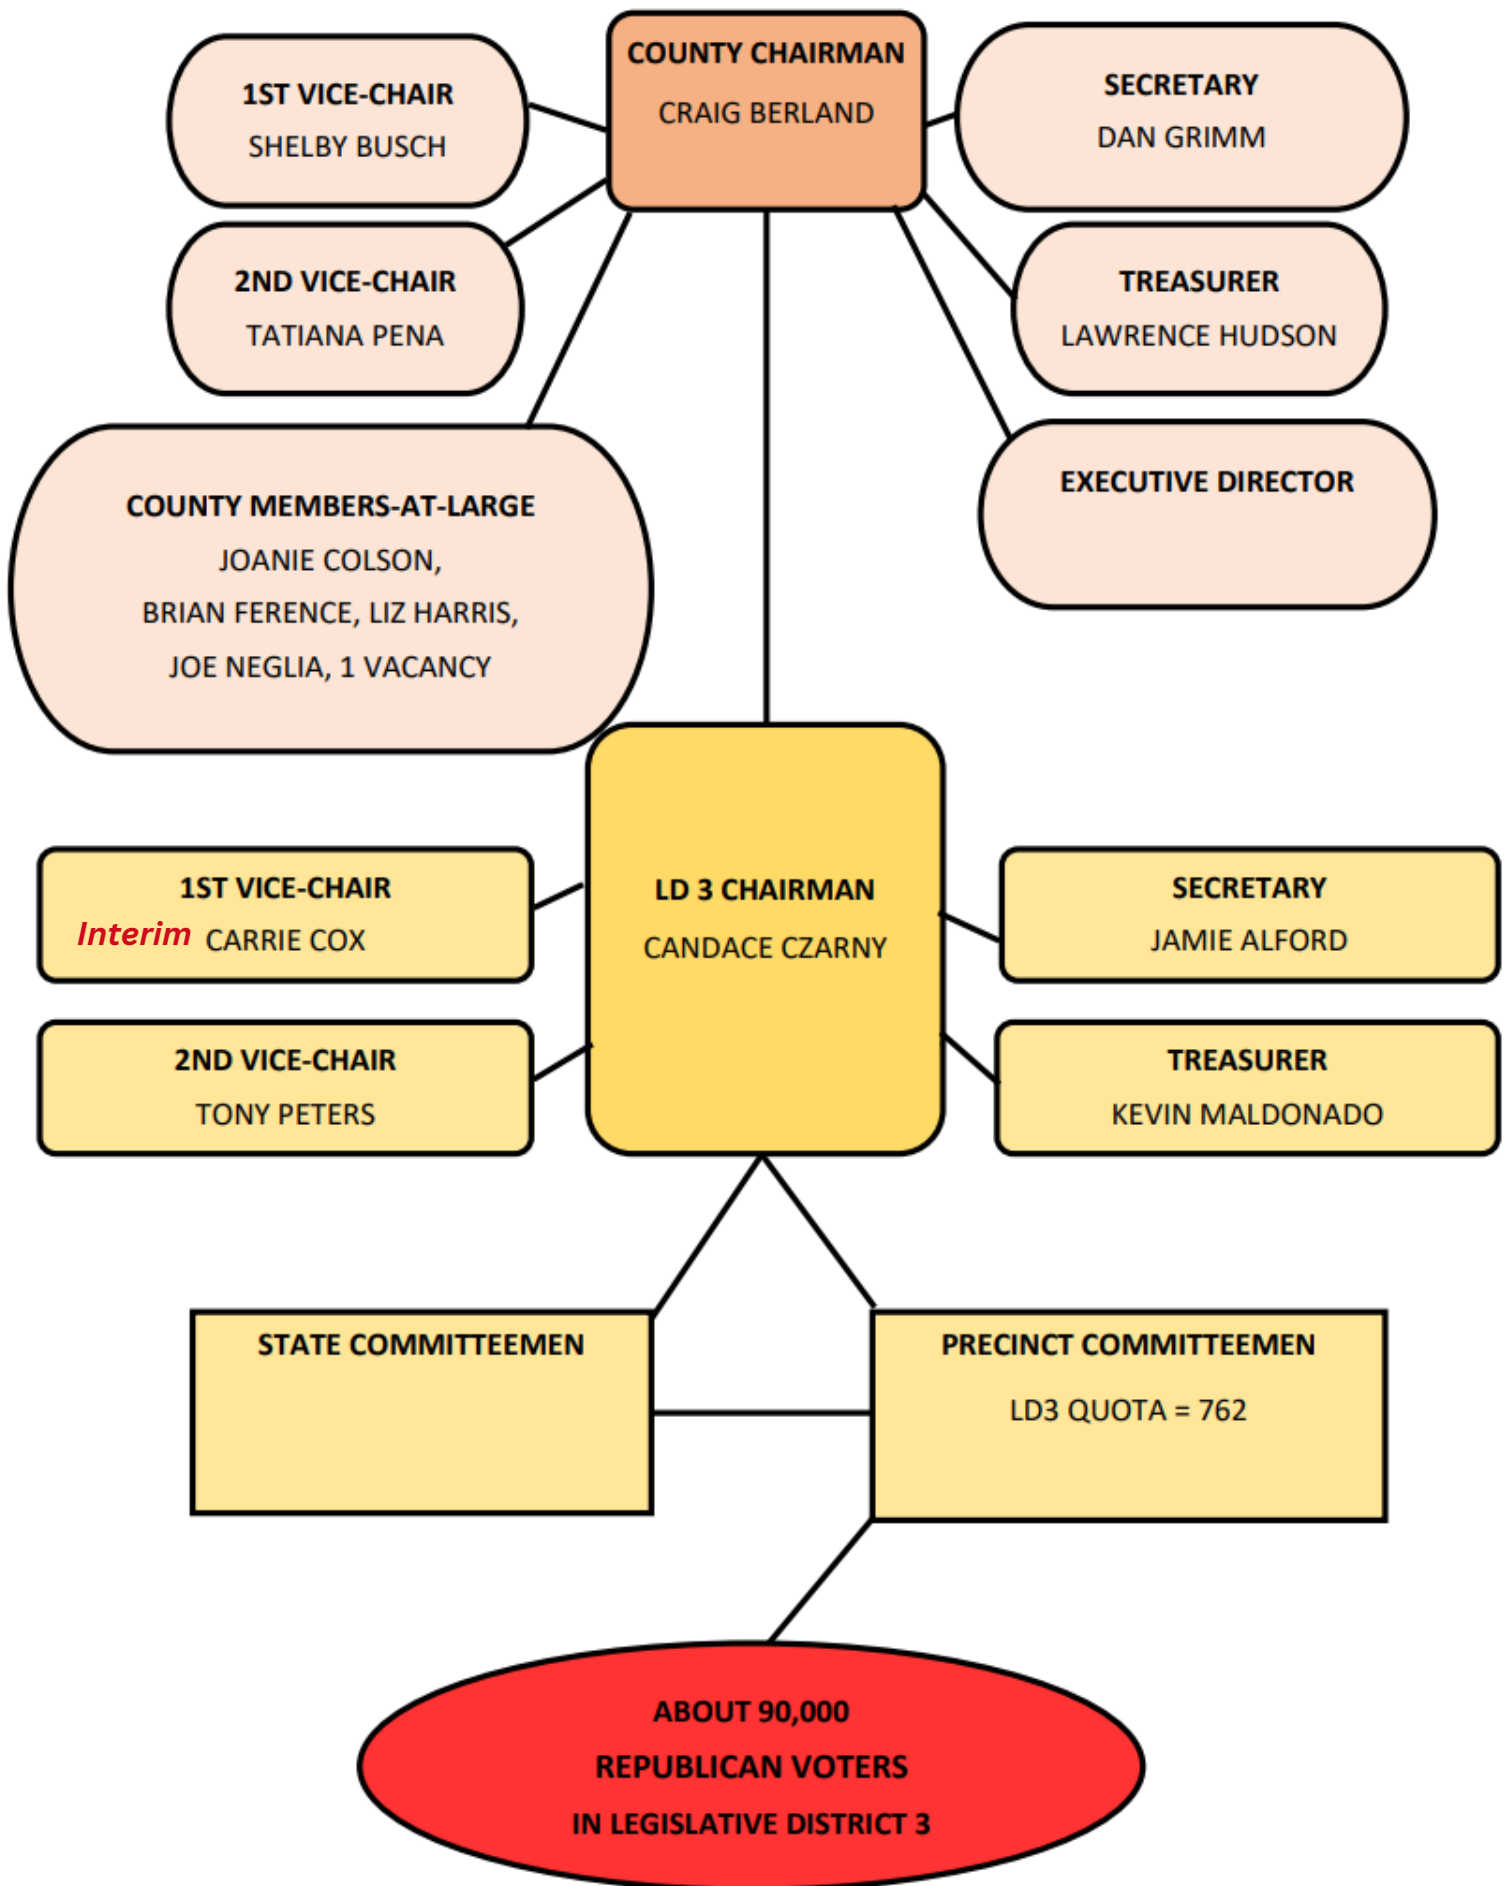 COUNTY CHAIRMAN
CRAIG BERLAND
1ST VICE-CHAIR
SHELBY BUSCH
SECRETARY
DAN GRIMM
2ND VICE-CHAIR
TATIANA PENA
TREASURER
LAWRENCE HUDSON
COUNTY MEMBERS-AT-LARGE
JOANIE COLSON,
BRIAN FERENCE, LIZ HARRIS,
JOE NEGLIA, 1 VACANCY
EXECUTIVE DIRECTOR
1ST VICE-CHAIR
Interim CARRIE COX
LD 3 CHAIRMAN
CANDACE CZARNY
SECRETARY
JAMIE ALFORD
2ND VICE-CHAIR
TONY PETERS
TREASURER
KEVIN MALDONADO
STATE COMMITTEEMEN
PRECINCT COMMITTEEMEN
LD3 QUOTA = 762
ABOUT 90,000
REPUBLICAN VOTERS
IN LEGISLATIVE DISTRICT 3